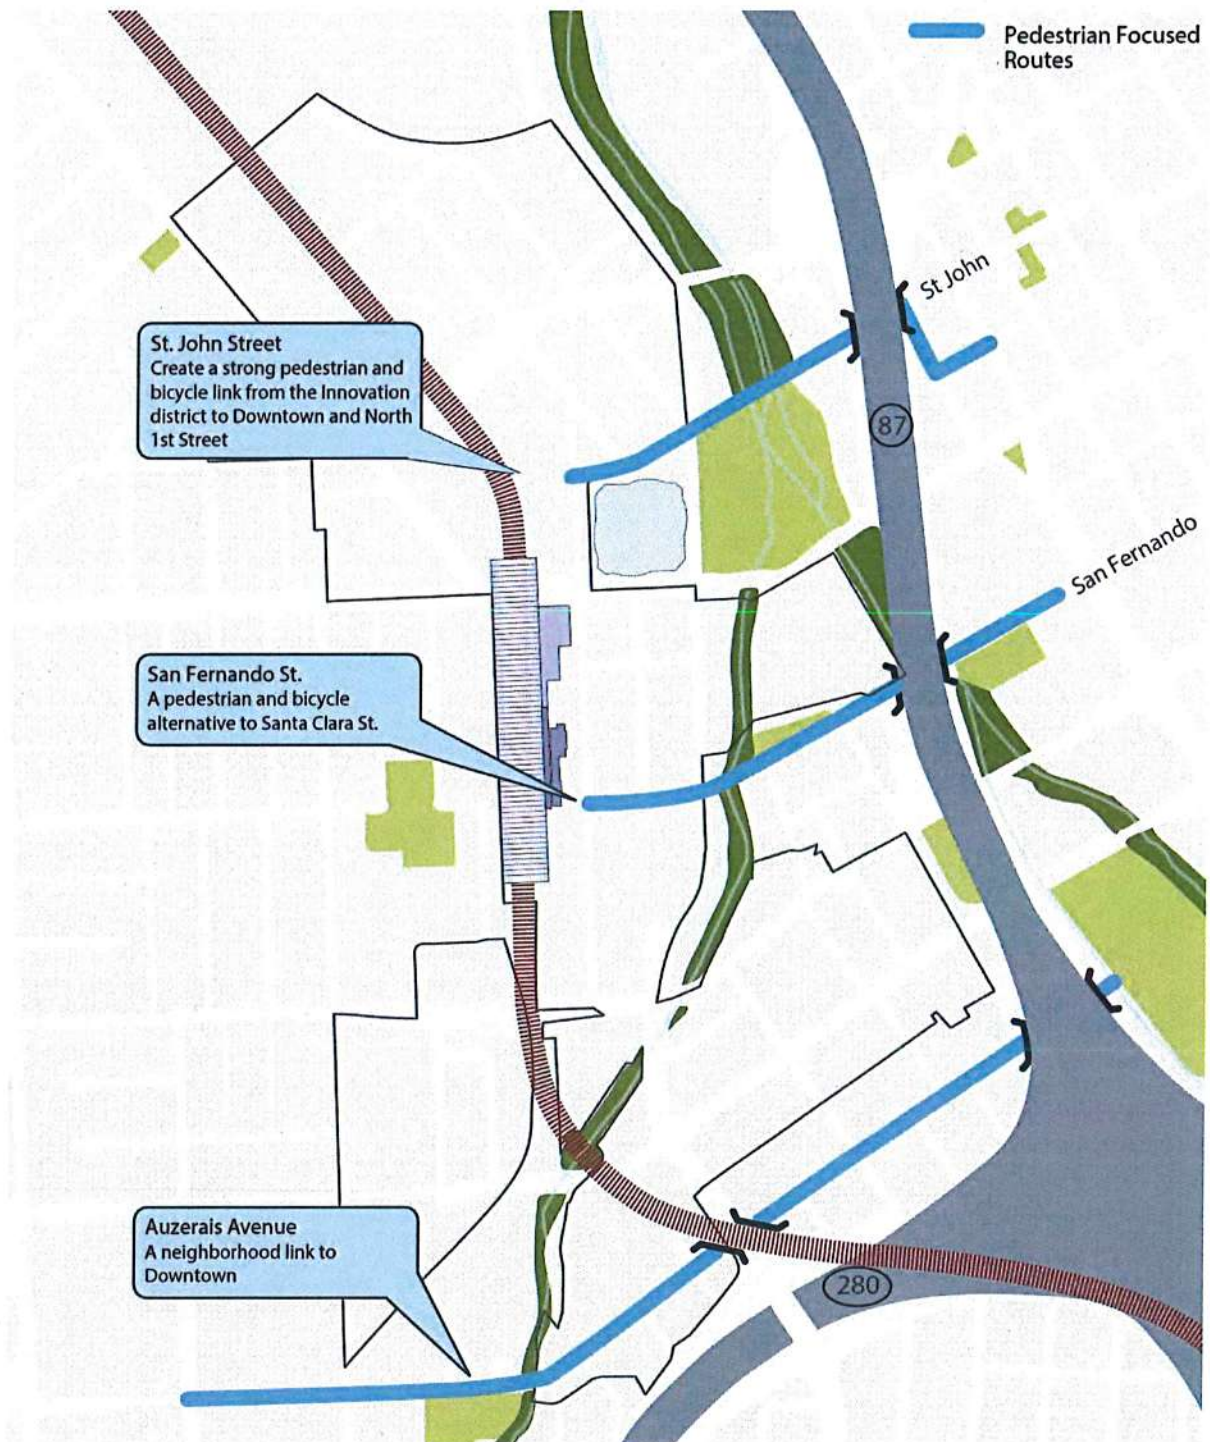 Pedestrian Focused
Routes
St John
St. John Street
Create a strong pedestrian and
bicycle link from the Innovation
district to Downtown and North
1st Street
87
San Fernando
San Fernando St.
A pedestrian and bicycle
alternative to Santa Clara St.
Auzerais Avenue
A neighborhood link to
Downtown
280